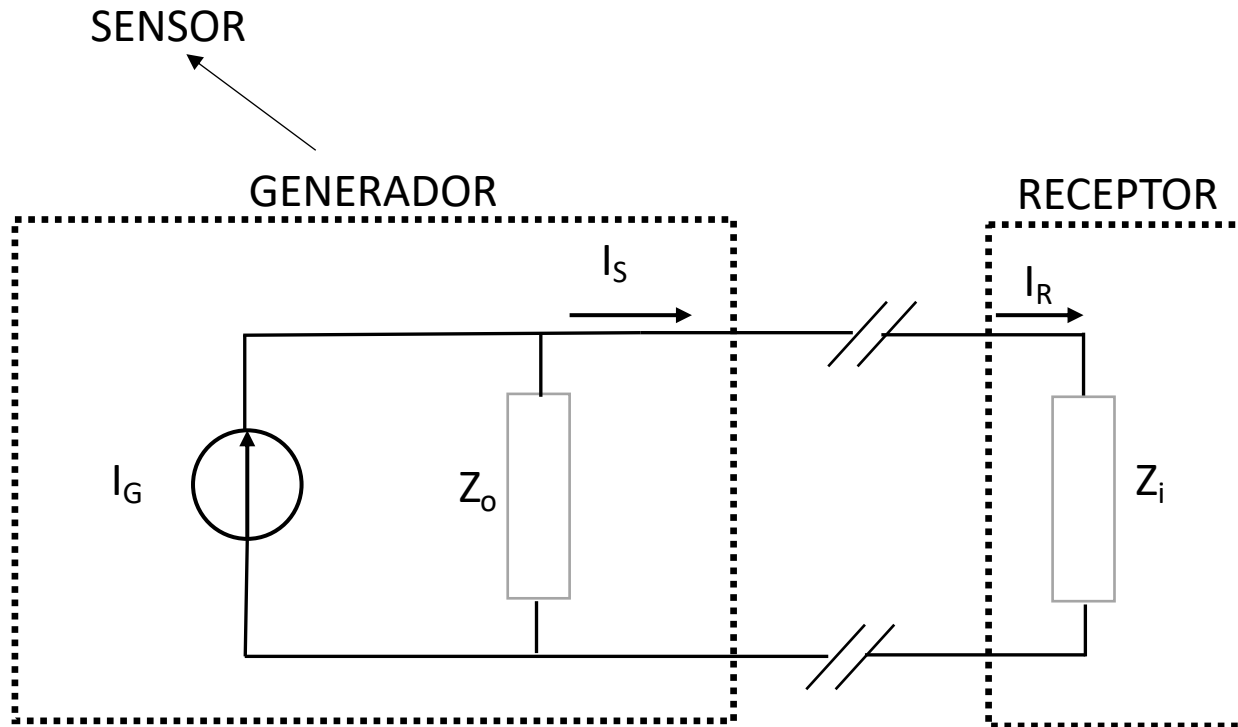 SENSOR
GENERADOR
RECEPTOR
I_S
I_R
I_G
Z_o
Z_i